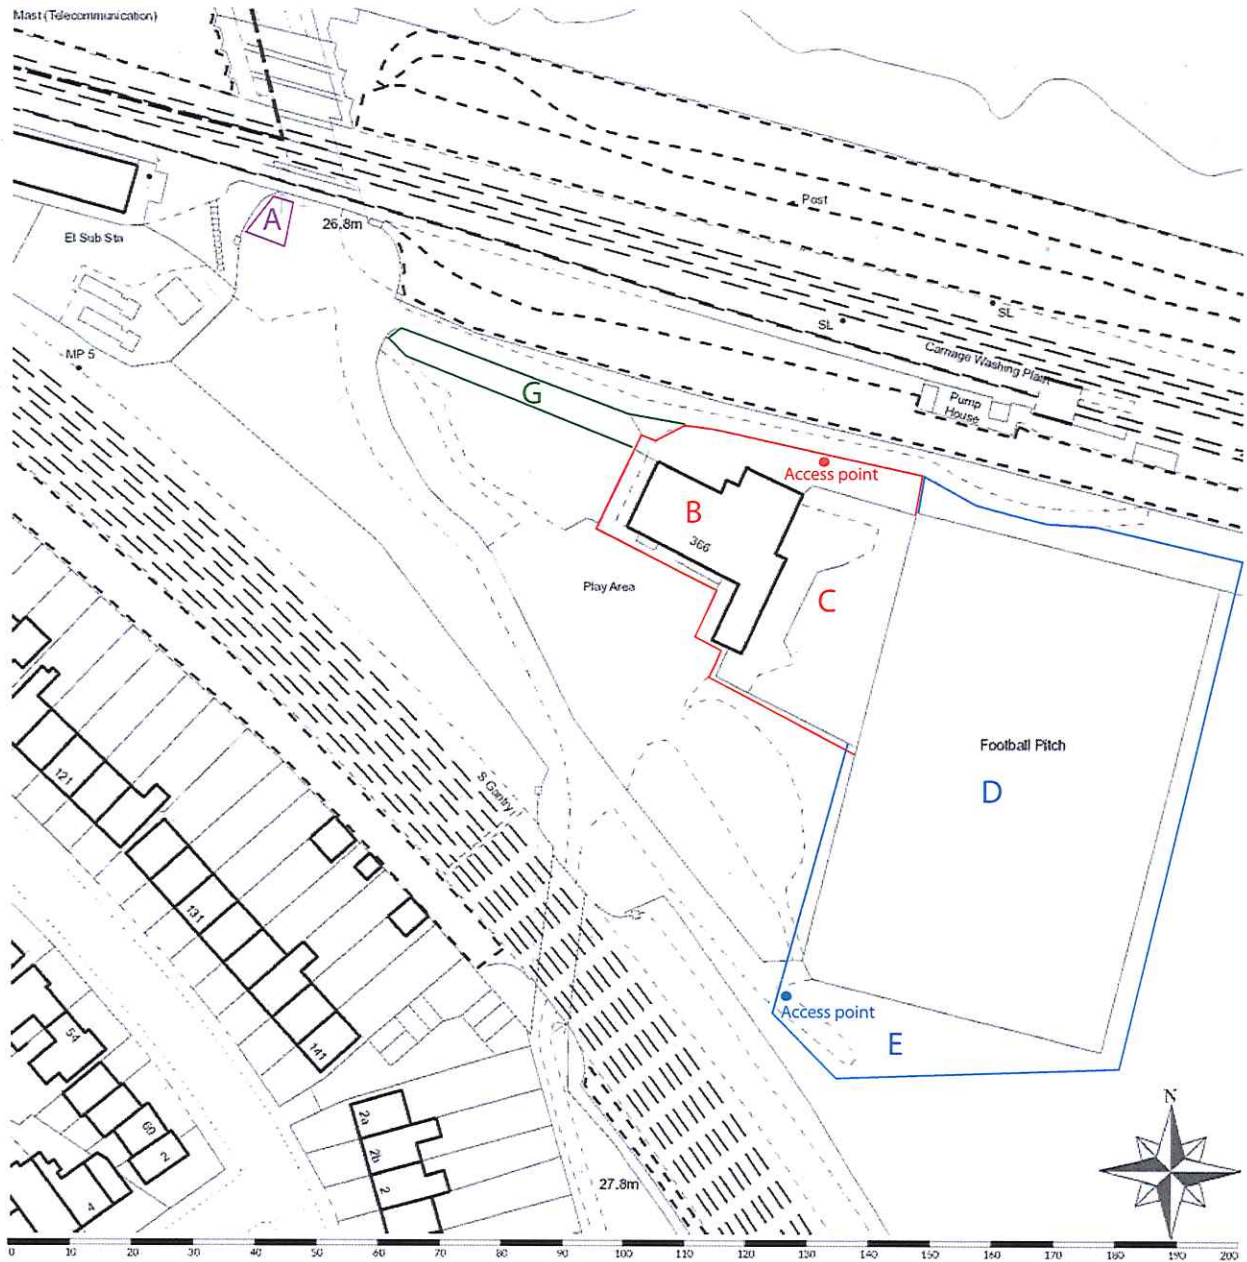 Mast (Telecommunication)
Post
A
26.8m
El Sub Sta
SL
SL
MP 5
Carriage Washing Plant
Pump
House
G
Access point
B
366
Play Area
C
Football Pitch
D
121
S Gantry
131
Access point
E
141
54
60
2
4
2a
2b
2
27.8m
N
0 10 20 30 40 50 60 70 80 90 100 110 120 130 140 150 160 170 180 190 200